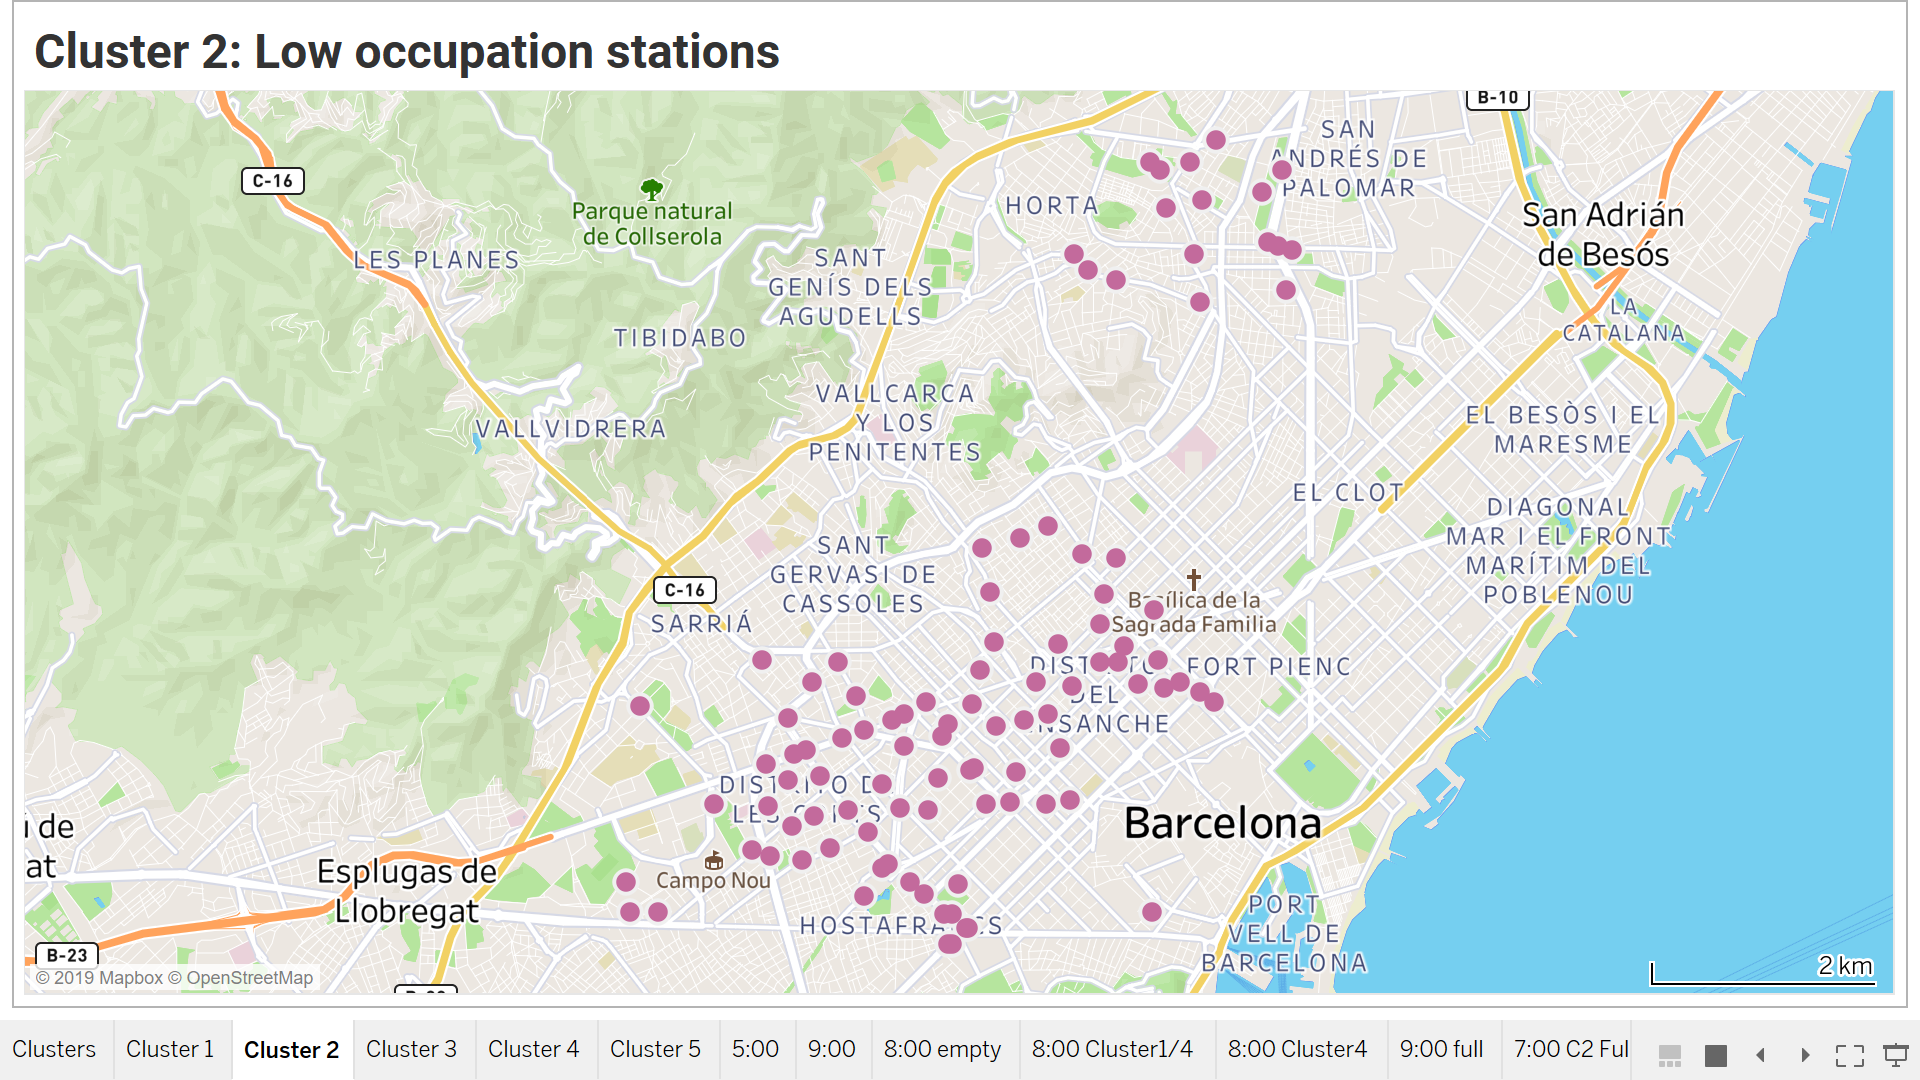 Cluster 2: Low occupation stations
B-10
SAN
ANDRÉS DE
PALOMAR
C-16
HORTA
Parque natural
de Collserola
San Adrián
de Besós
LES PLANES
SANT
GENÍS DELS
AGUDELLS
LA
CATALANA
TIBIDABO
VALLCARCA
Y LOS
PENITENTES
EL BESÒS I EL
MARESME
VALLVIDRERA
EL CLOT
DIAGONAL
MAR I EL FRONT
MARÍTIM DEL
POBLENOU
SANT
GERVASI DE
CASSOLES
C-16
Basílica de la
Sagrada Familia
SARRIÁ
DISTRITO
DEL
ENSANCHE
FORT PIENC
DISTRITO DE
LES CORTES
Barcelona
de
at
Esplugas de
Llobregat
Campo Nou
HOSTAFRANCS
PORT
VELL DE
BARCELONA
B-23
2 km
© 2019 Mapbox © OpenStreetMap
Clusters
Cluster 1
Cluster 2
Cluster 3
Cluster 4
Cluster 5
5:00
9:00
8:00 empty
8:00 Cluster1/4
8:00 Cluster4
9:00 full
7:00 C2 Ful